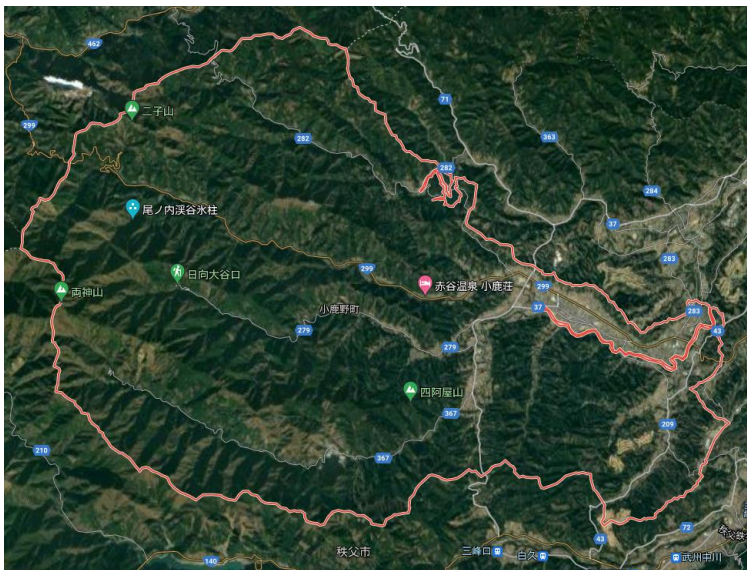 462
71
二子山
299
282
363
282
284
尾ノ内渓谷氷柱
37
283
日向大谷口
299
両神山
赤谷温泉 小鹿荘
299
37
小鹿野町
283
43
279
279
四阿屋山
367
209
210
367
72
43
秩父市
三峰口
白久
武州中川
140